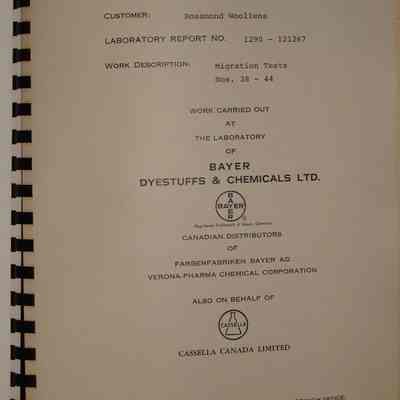 CUSTOMER: Rosamond Woollens
LABORATORY REPORT NO. 1290 - 121267
WORK DESCRIPTION: Migration Tests
Nos. 38 - 44
WORK CARRIED OUT
AT
THE LABORATORY
OF
BAYER
DYESTUFFS & CHEMICALS LTD.
BAYER
BAYER
CANADIAN DISTRIBUTORS
OF
FARBENFABRIKEN BAYER AG
VERONA-PHARMA CHEMICAL CORPORATION
ALSO ON BEHALF OF
CASSELLA
CASSELLA CANADA LIMITED